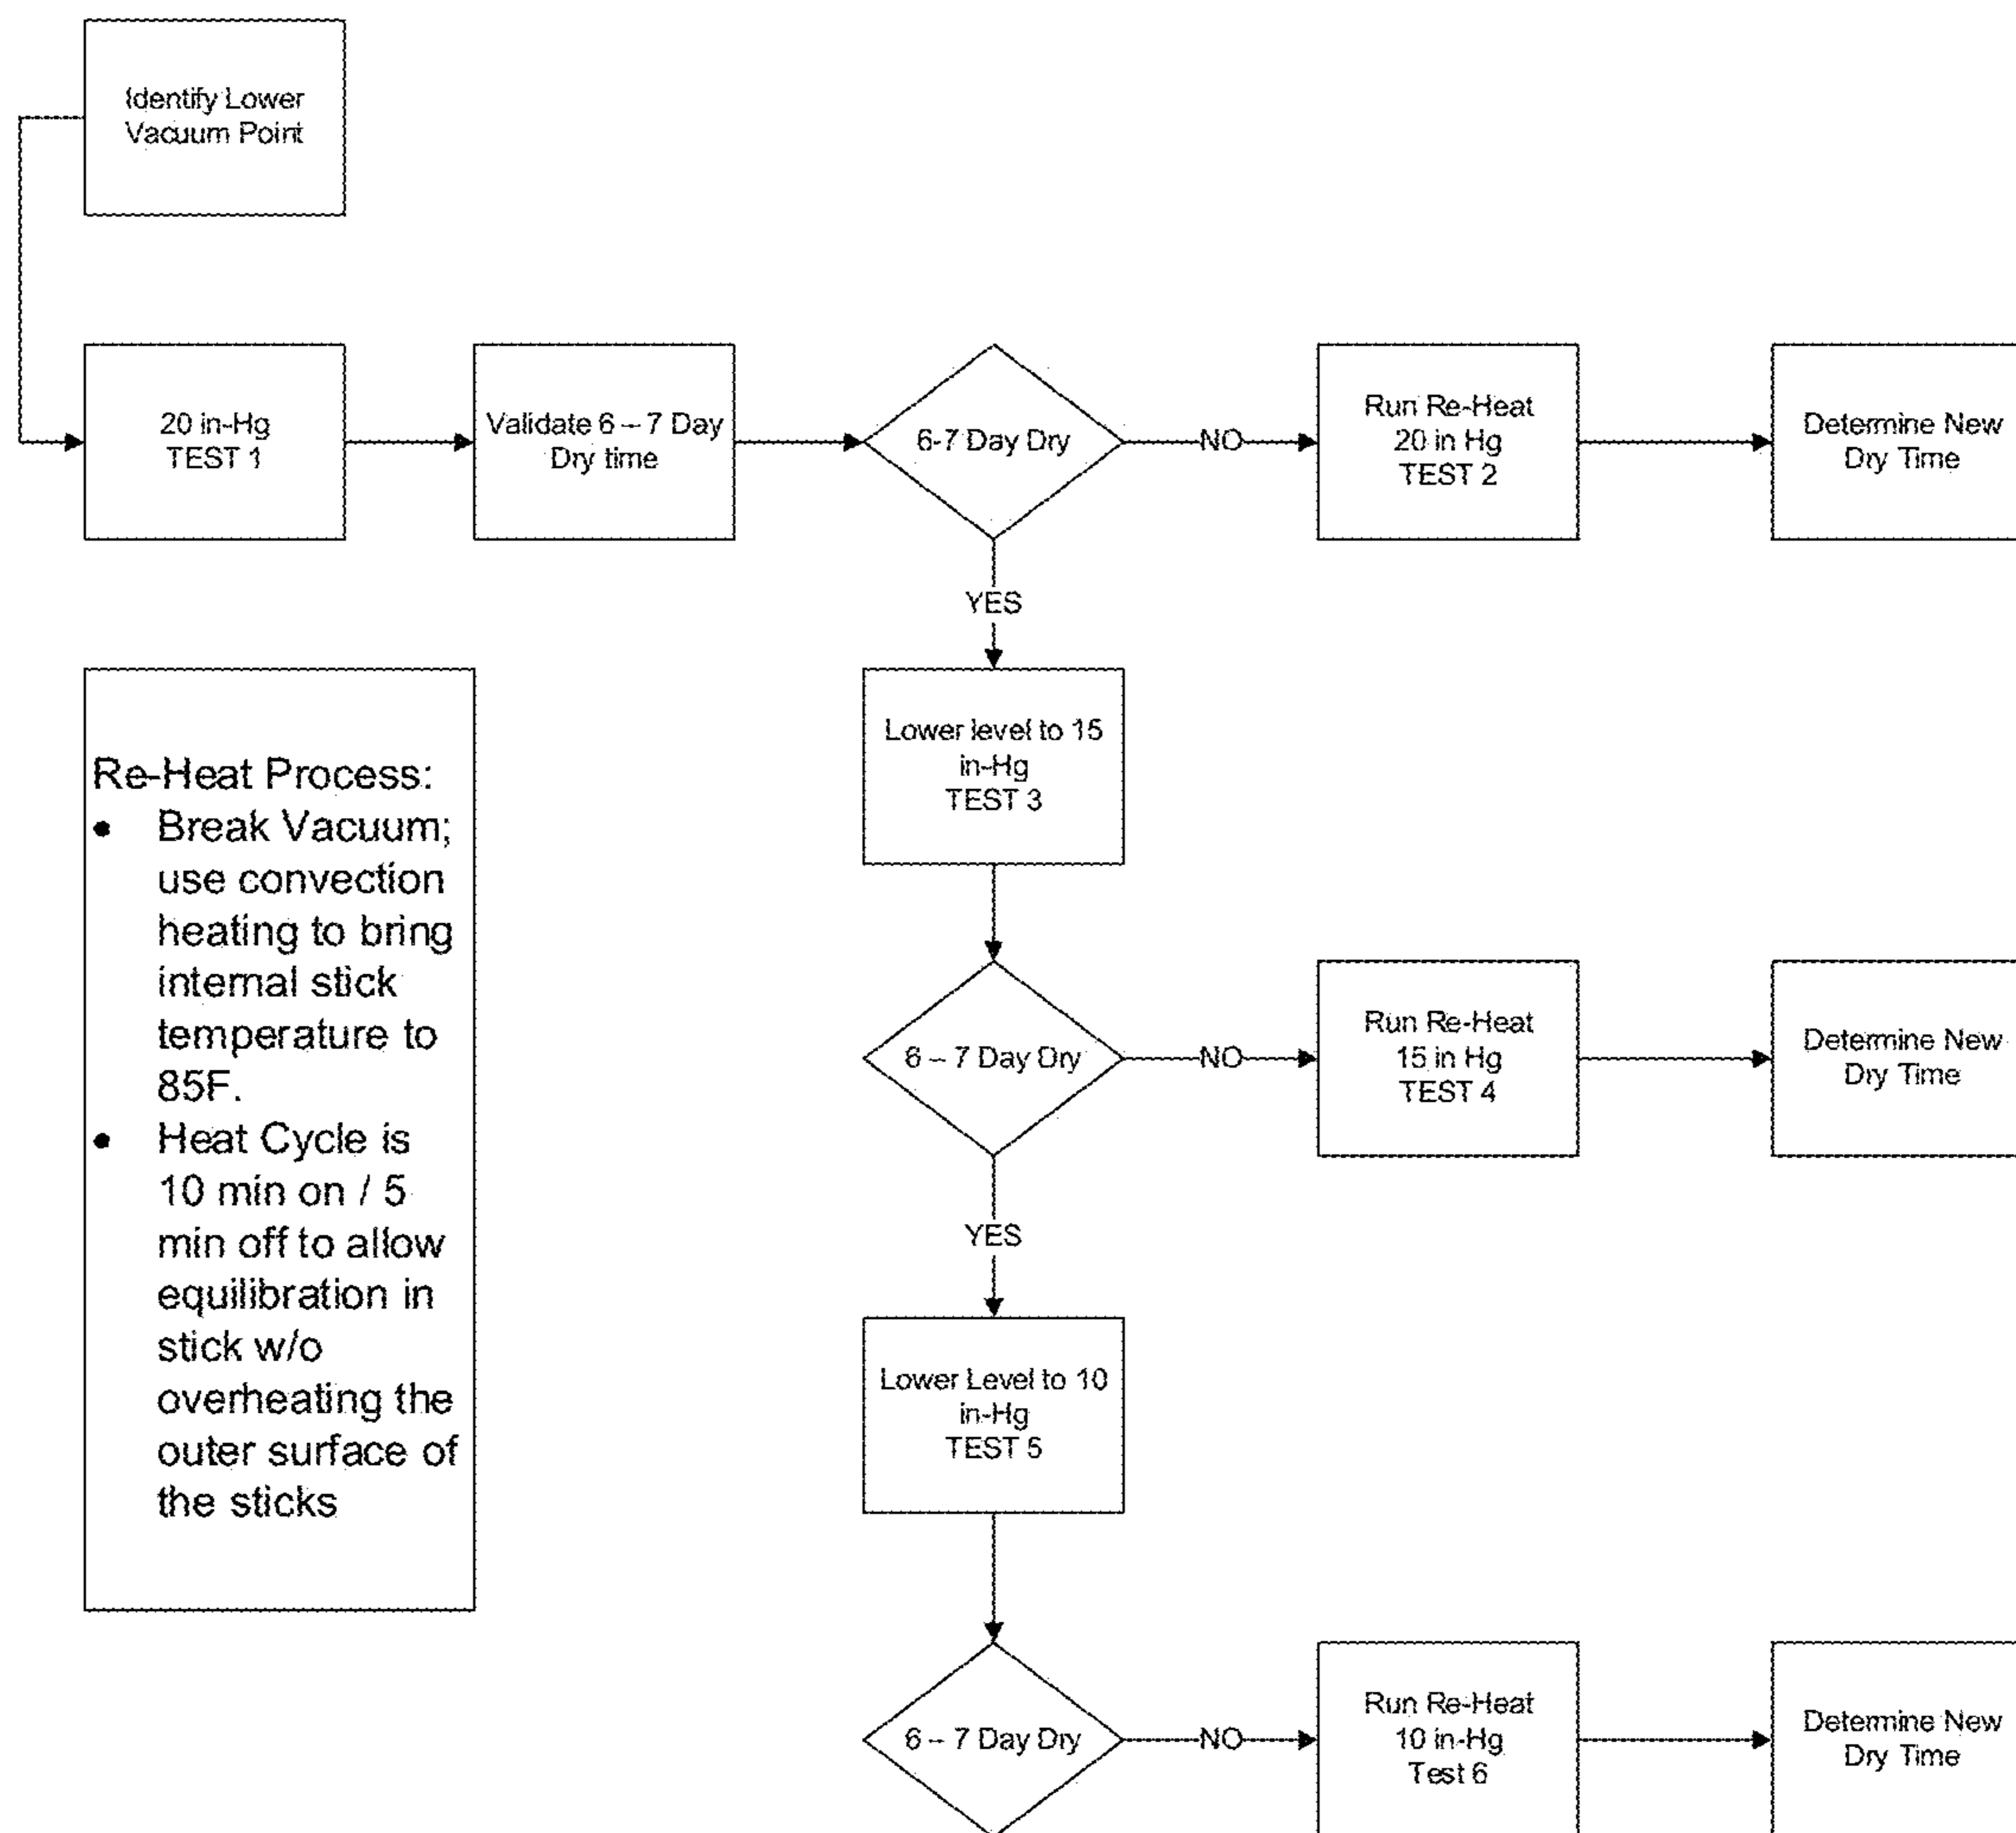 Identify Lower
Vacuum Point
20 in-Hg
TEST 1
Validate 6 – 7 Day
Dry time
6-7 Day Dry
NO
Run Re-Heat
20 in Hg
TEST 2
Determine New
Dry Time
YES
Lower level to 15
in-Hg
TEST 3
Re-Heat Process:
• Break Vacuum;
use convection
heating to bring
internal stick
temperature to
85F.
• Heat Cycle is
10 min on / 5
min off to allow
equilibration in
stick w/o
overheating the
outer surface of
the sticks
6 – 7 Day Dry
NO
Run Re-Heat
15 in Hg
TEST 4
Determine New
Dry Time
YES
Lower Level to 10
in-Hg
TEST 5
6 – 7 Day Dry
NO
Run Re-Heat
10 in-Hg
Test 6
Determine New
Dry Time